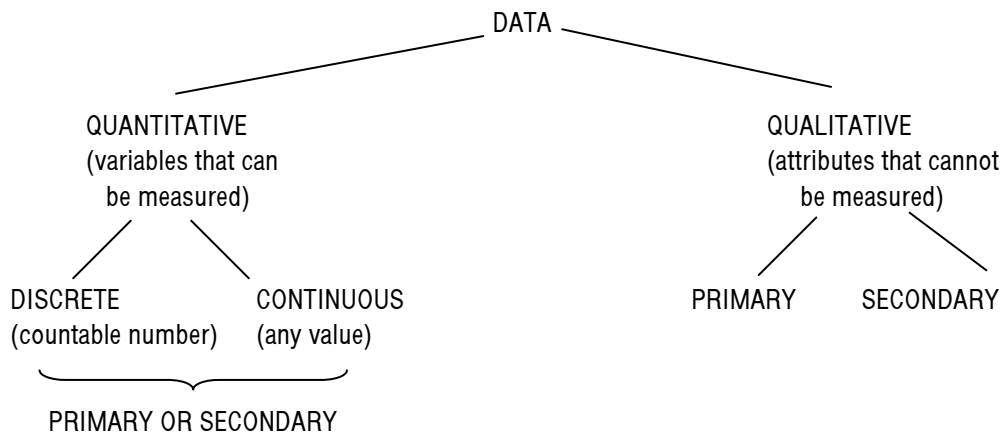 DATA
QUANTITATIVE
(variables that can
be measured)
QUALITATIVE
(attributes that cannot
be measured)
DISCRETE
(countable number)
CONTINUOUS
(any value)
PRIMARY
SECONDARY
PRIMARY OR SECONDARY